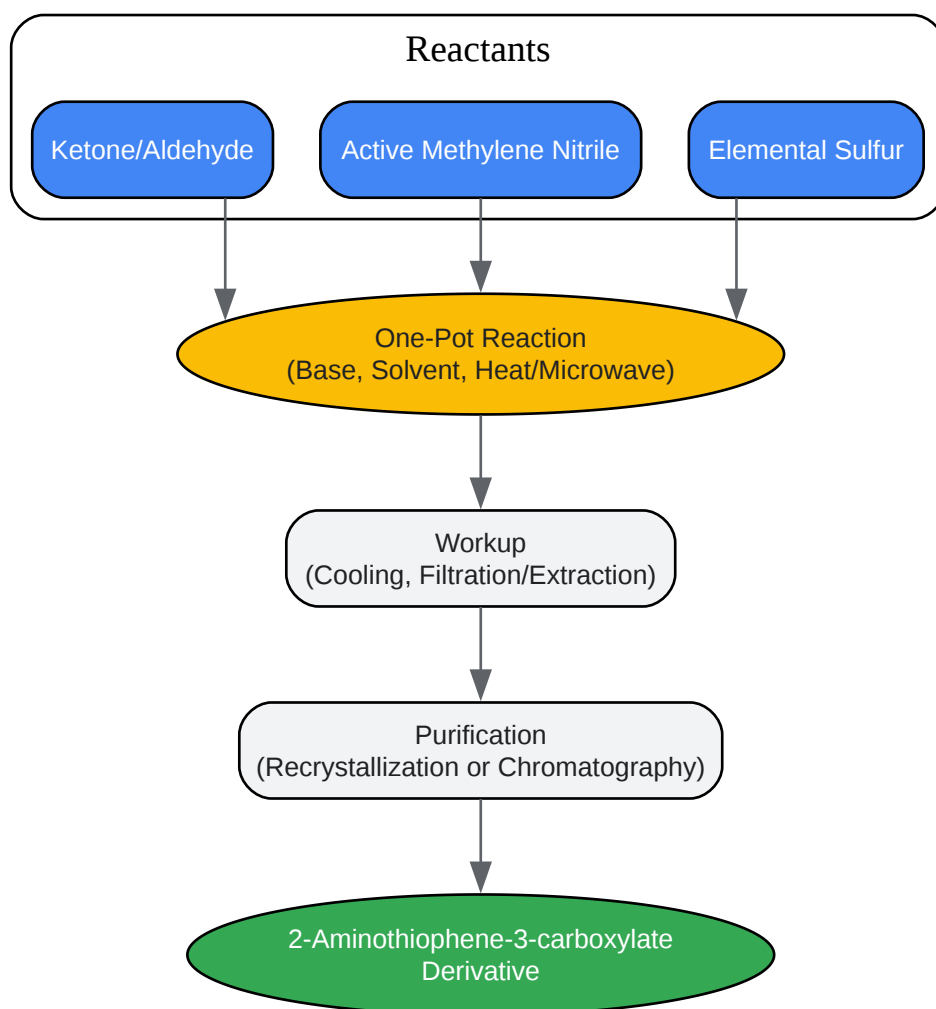 Reactants
Ketone/Aldehyde
Active Methylene Nitrile
Elemental Sulfur
One-Pot Reaction
(Base, Solvent, Heat/Microwave)
Workup
(Cooling, Filtration/Extraction)
Purification
(Recrystallization or Chromatography)
2-Aminothiophene-3-carboxylate
Derivative